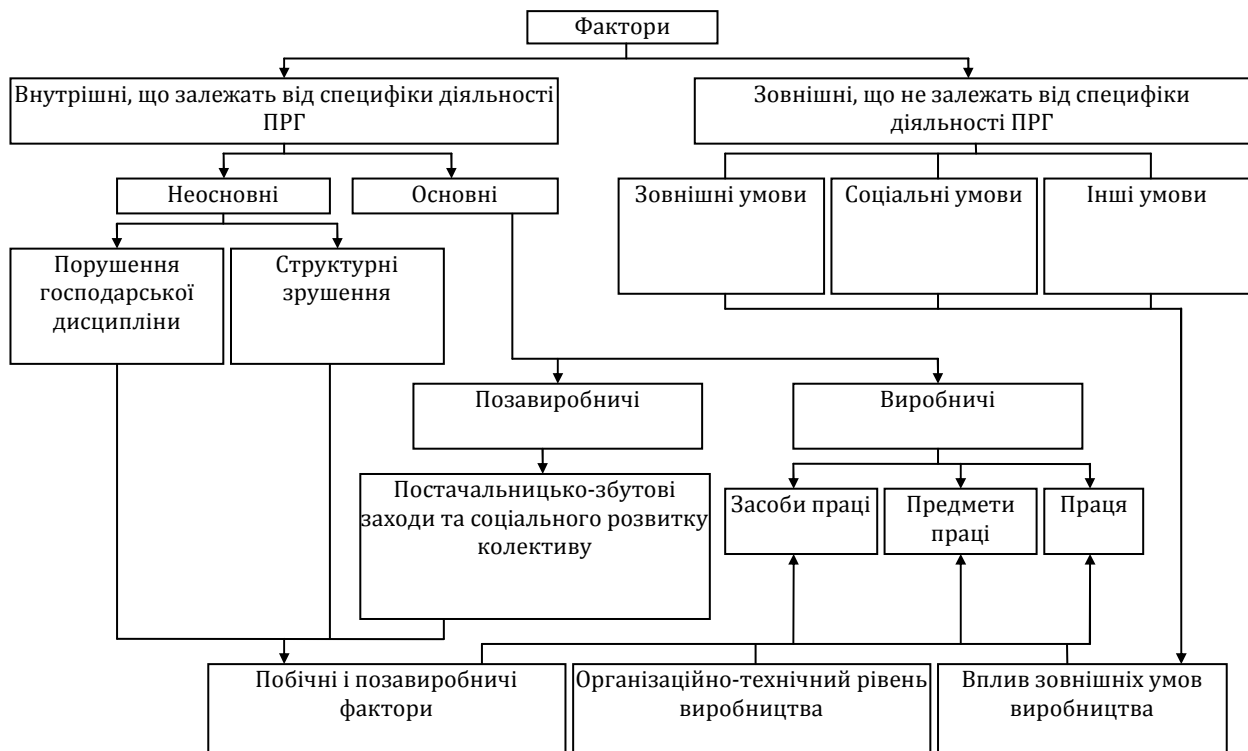 Фактори
Внутрішні, що залежать від специфіки діяльності
ПРГ
Зовнішні, що не залежать від специфіки
діяльності ПРГ
Неосновні
Основні
Зовнішні умови
Соціальні умови
Інші умови
Порушення
господарської
дисципліни
Структурні
зрушення
Позавиробничі
Виробничі
Постачальницько-збутові
заходи та соціального розвитку
колективу
Засоби праці
Предмети
праці
Праця
Побічні і позавиробничі
фактори
Організаційно-технічний рівень
виробництва
Вплив зовнішніх умов
виробництва